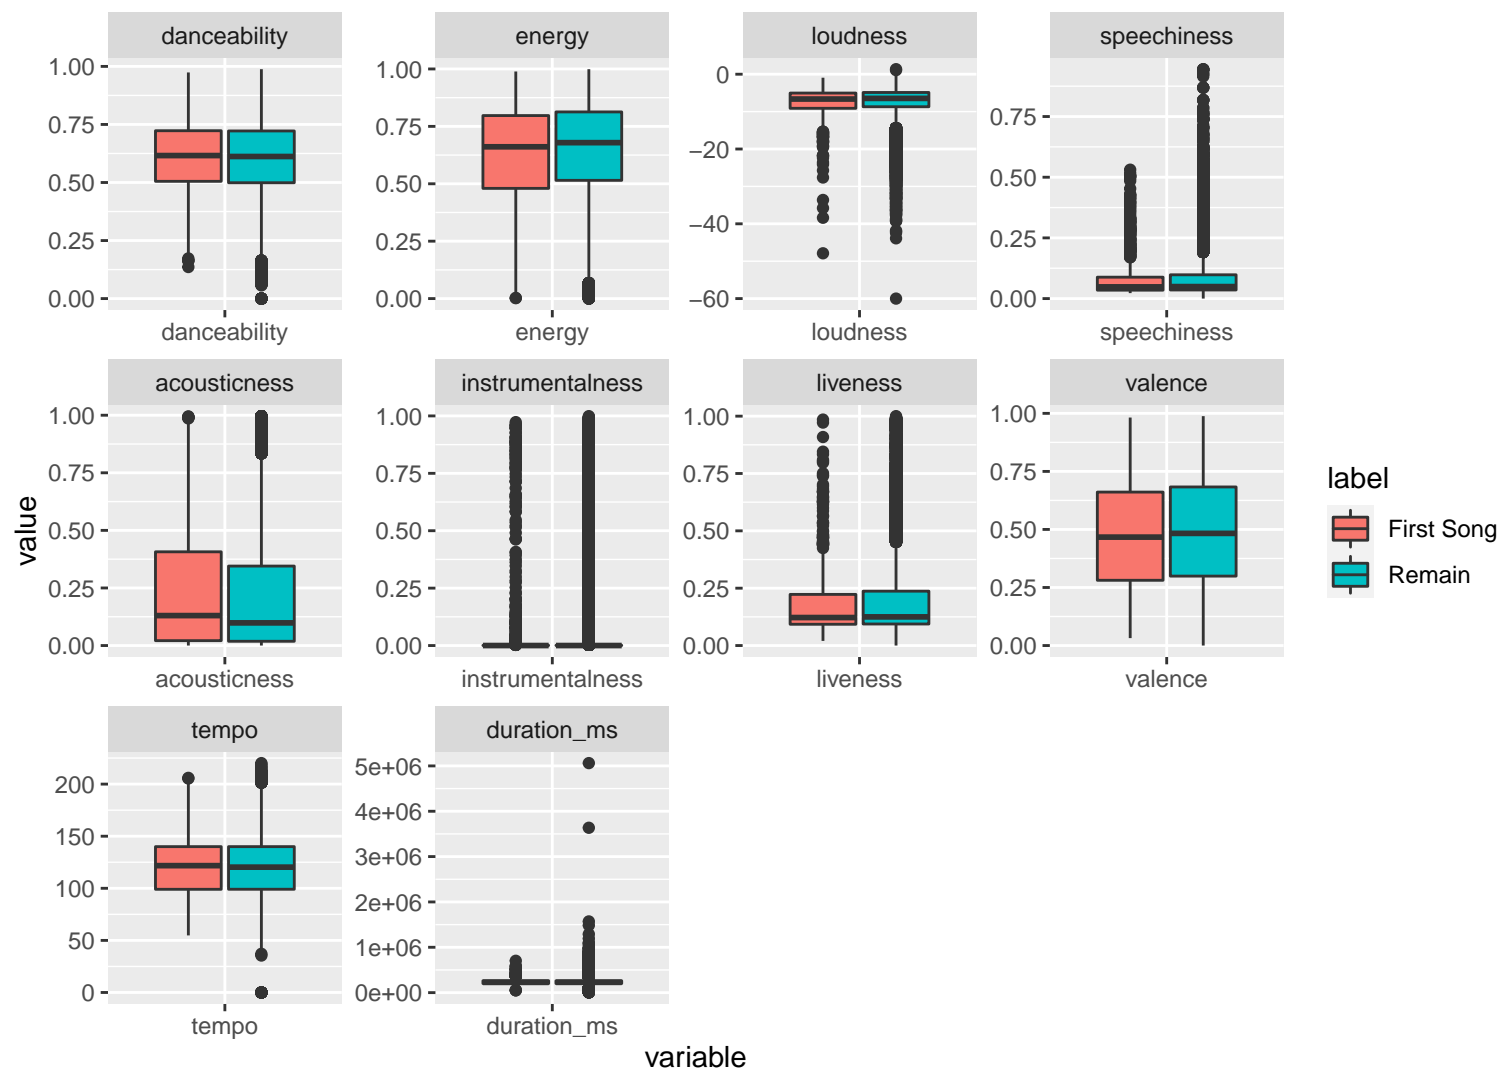 danceability
energy
loudness
speechiness
1.00
0.75
0.50
0.25
0.00
1.00
0.75
0.50
0.25
0.00
0
−20
−40
−60
0.75
0.50
0.25
0.00
danceability
energy
loudness
speechiness
acousticness
instrumentalness
liveness
valence
1.00
0.75
0.50
0.25
0.00
1.00
0.75
0.50
0.25
0.00
1.00
0.75
0.50
0.25
0.00
1.00
0.75
0.50
0.25
0.00
acousticness
instrumentalness
liveness
valence
tempo
duration_ms
200
150
100
50
0
5e+06
4e+06
3e+06
2e+06
1e+06
0e+00
tempo
duration_ms
value
variable
label
First Song
Remain